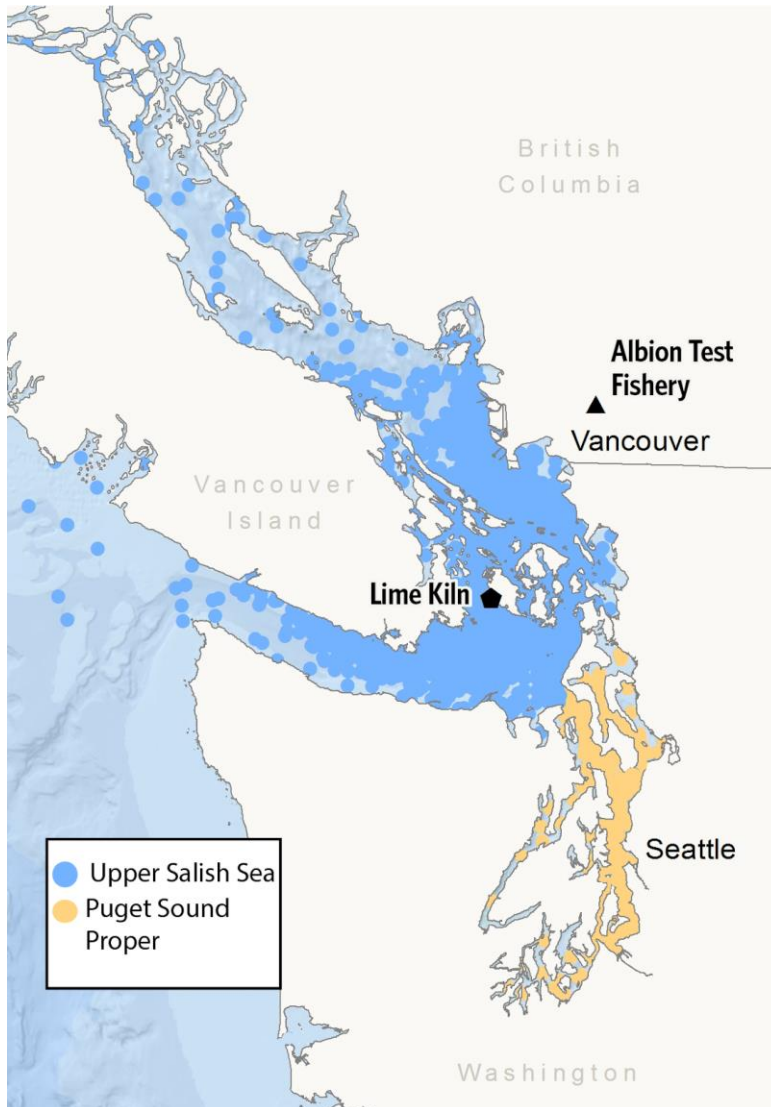 British
Columbia
Albion Test
Fishery
Vancouver
Vancouver
Island
Lime Kiln
Seattle
Upper Salish Sea
Puget Sound
Proper
Washington